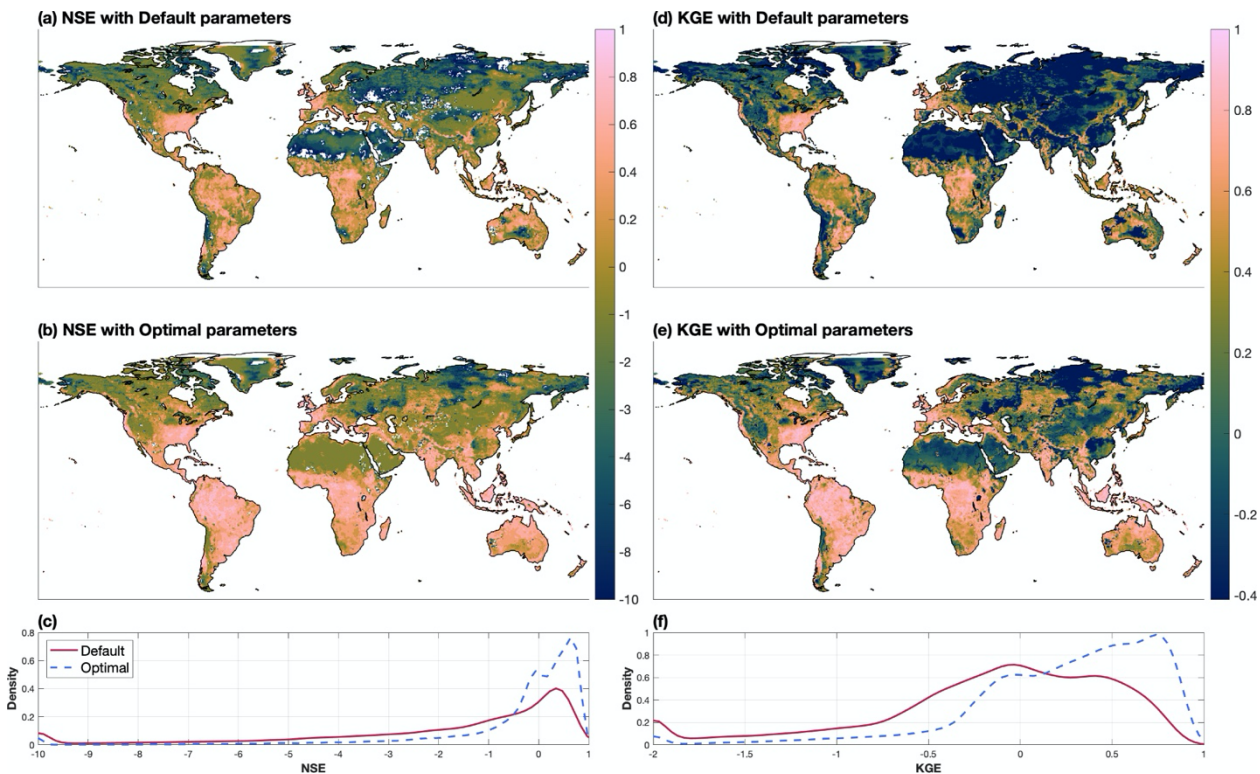 (a) NSE with Default parameters
(d) KGE with Default parameters
1
0.8
0.6
0.4
0.2
0
-1
-2
-3
-4
-6
-8
-10
1
0.8
0.6
0.4
0.2
0
-0.2
-0.4
(b) NSE with Optimal parameters
(e) KGE with Optimal parameters
(c)
Density
0.8
0.6
0.4
0.2
0
Default
Optimal
-10 -9 -8 -7 -6 -5 -4 -3 -2 -1 0 1
NSE
(f)
Density
1
0.8
0.6
0.4
0.2
0
-2 -1.5 -1 -0.5 0 0.5 1
KGE